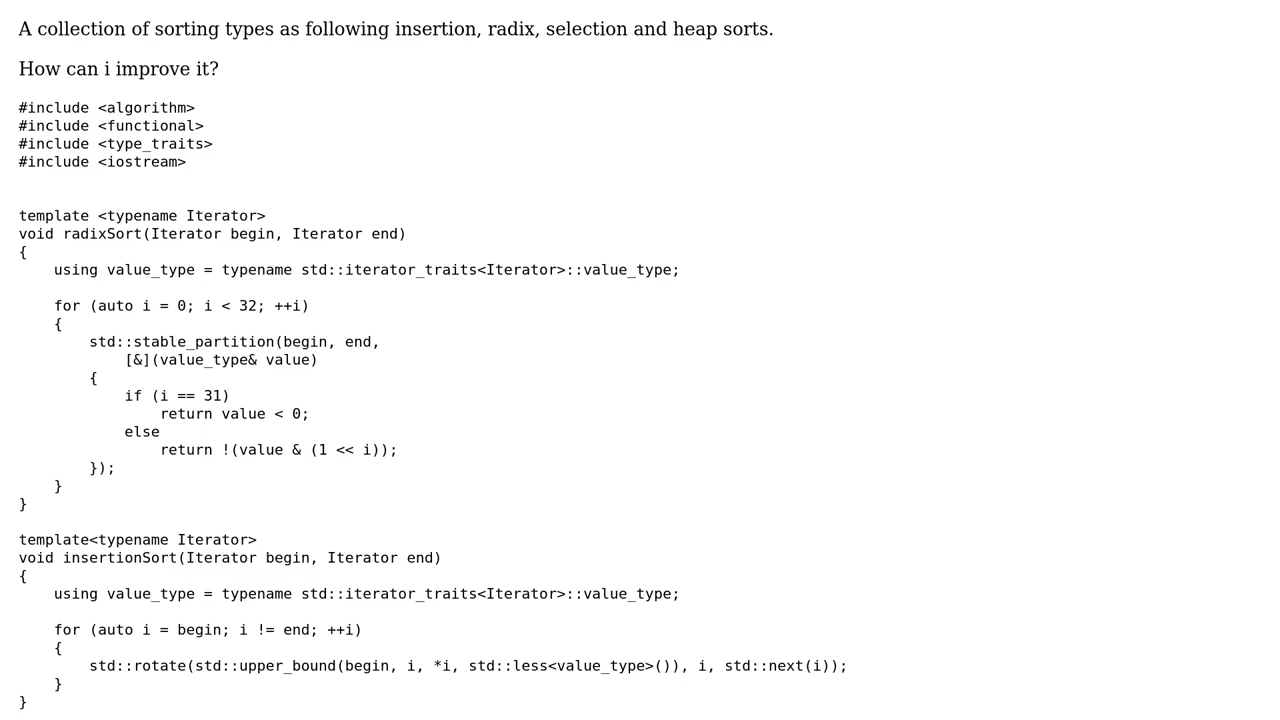 A collection of sorting types as following insertion, radix, selection and heap sorts.
How can i improve it?
#include <algorithm>
#include <functional>
#include <type_traits>
#include <iostream>
template <typename Iterator>
void radixSort(Iterator begin, Iterator end)
{
    using value_type = typename std::iterator_traits<Iterator>::value_type;
    for (auto i = 0; i < 32; ++i)
    {
        std::stable_partition(begin, end,
            [&](value_type& value)
        {
            if (i == 31)
                return value < 0;
            else
                return !(value & (1 << i));
        });
    }
}
template<typename Iterator>
void insertionSort(Iterator begin, Iterator end)
{
    using value_type = typename std::iterator_traits<Iterator>::value_type;
    for (auto i = begin; i != end; ++i)
    {
        std::rotate(std::upper_bound(begin, i, *i, std::less<value_type>()), i, std::next(i));
    }
}